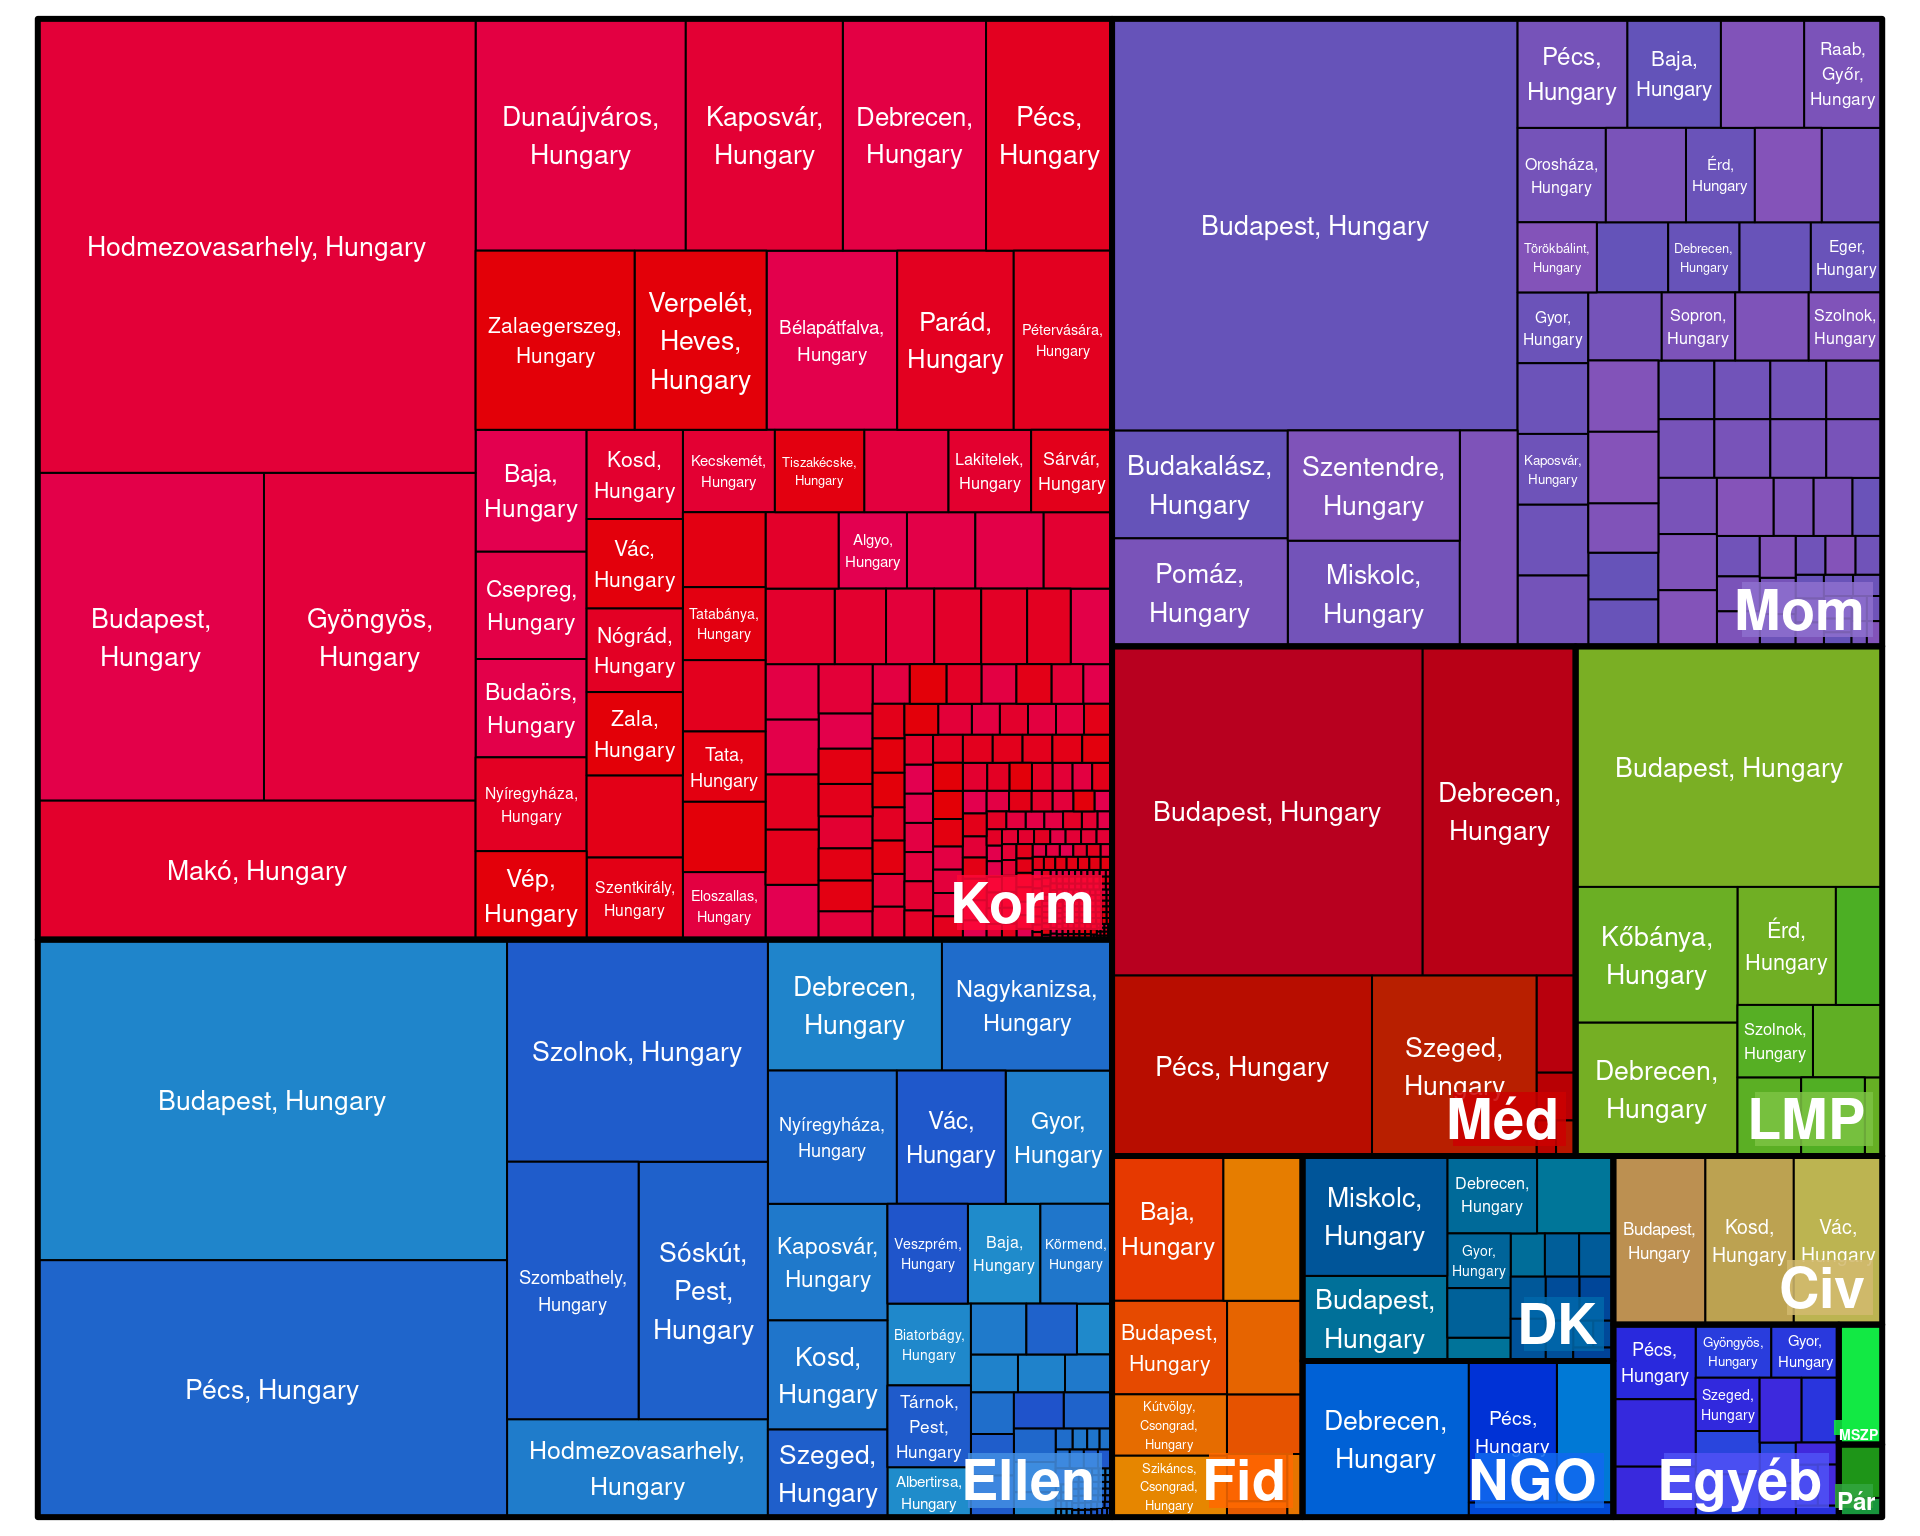 Hodmezovasarhely, Hungary
Budapest,
Hungary
Gyöngyös,
Hungary
Makó, Hungary
Dunaújváros,
Hungary
Kaposvár,
Hungary
Debrecen,
Hungary
Pécs,
Hungary
Zalaegerszeg,
Hungary
Verpelét,
Heves,
Hungary
Bélapátfalva,
Hungary
Parád,
Hungary
Pétervására,
Hungary
Baja,
Hungary
Csepreg,
Hungary
Budaörs,
Hungary
Nyíregyháza,
Hungary
Vép,
Hungary
Kosd,
Hungary
Vác,
Hungary
Nógrád,
Hungary
Zala,
Hungary
Szentkirály,
Hungary
Kecskemét,
Hungary
Tiszakécske,
Hungary
Lakitelek,
Hungary
Sárvár,
Hungary
Algyo,
Hungary
Tatabánya,
Hungary
Tata,
Hungary
Eloszallas,
Hungary
Korm
Budapest, Hungary
Budakalász,
Hungary
Pomáz,
Hungary
Szentendre,
Hungary
Miskolc,
Hungary
Pécs,
Hungary
Baja,
Hungary
Raab,
Győr,
Hungary
Orosháza,
Hungary
Érd,
Hungary
Törökbálint,
Hungary
Debrecen,
Hungary
Eger,
Hungary
Gyor,
Hungary
Sopron,
Hungary
Szolnok,
Hungary
Kaposvár,
Hungary
Mom
Budapest, Hungary
Pécs, Hungary
Szolnok, Hungary
Szombathely,
Hungary
Sóskút,
Pest,
Hungary
Hodmezovasarhely,
Hungary
Debrecen,
Hungary
Nagykanizsa,
Hungary
Nyíregyháza,
Hungary
Vác,
Hungary
Gyor,
Hungary
Kaposvár,
Hungary
Kosd,
Hungary
Szeged,
Hungary
Veszprém,
Hungary
Baja,
Hungary
Körmend,
Hungary
Biatorbágy,
Hungary
Tárnok,
Pest,
Hungary
Albertirsa,
Hungary
Ellen
Budapest, Hungary
Debrecen,
Hungary
Pécs, Hungary
Szeged,
Hungary
Méd
Budapest, Hungary
Kőbánya,
Hungary
Debrecen,
Hungary
Érd,
Hungary
Szolnok,
Hungary
LMP
Baja,
Hungary
Budapest,
Hungary
Kútvölgy,
Csongrad,
Hungary
Szikáncs,
Csongrad,
Hungary
Fid
Miskolc,
Hungary
Budapest,
Hungary
Debrecen,
Hungary
Gyor,
Hungary
DK
Debrecen,
Hungary
Pécs,
Hungary
NGO
Budapest,
Hungary
Kosd,
Hungary
Vác,
Hungary
Civ
Pécs,
Hungary
Gyöngyös,
Hungary
Gyor,
Hungary
Szeged,
Hungary
Egyéb
MSZP
Pár